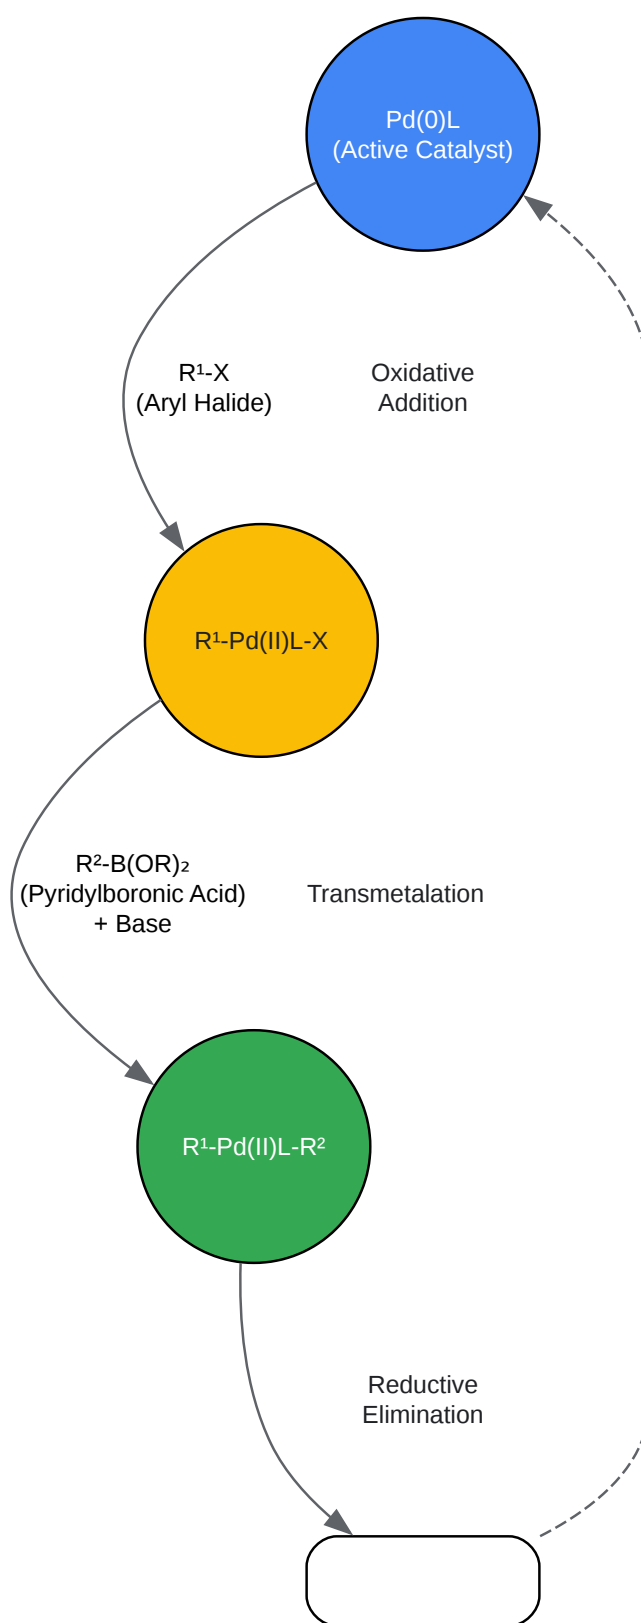 Pd(0)L
(Active Catalyst)
R¹-X
(Aryl Halide)
Oxidative
Addition
R¹-Pd(II)L-X
R²-B(OR)₂
(Pyridylboronic Acid)
+ Base
Transmetalation
R¹-Pd(II)L-R²
Reductive
Elimination